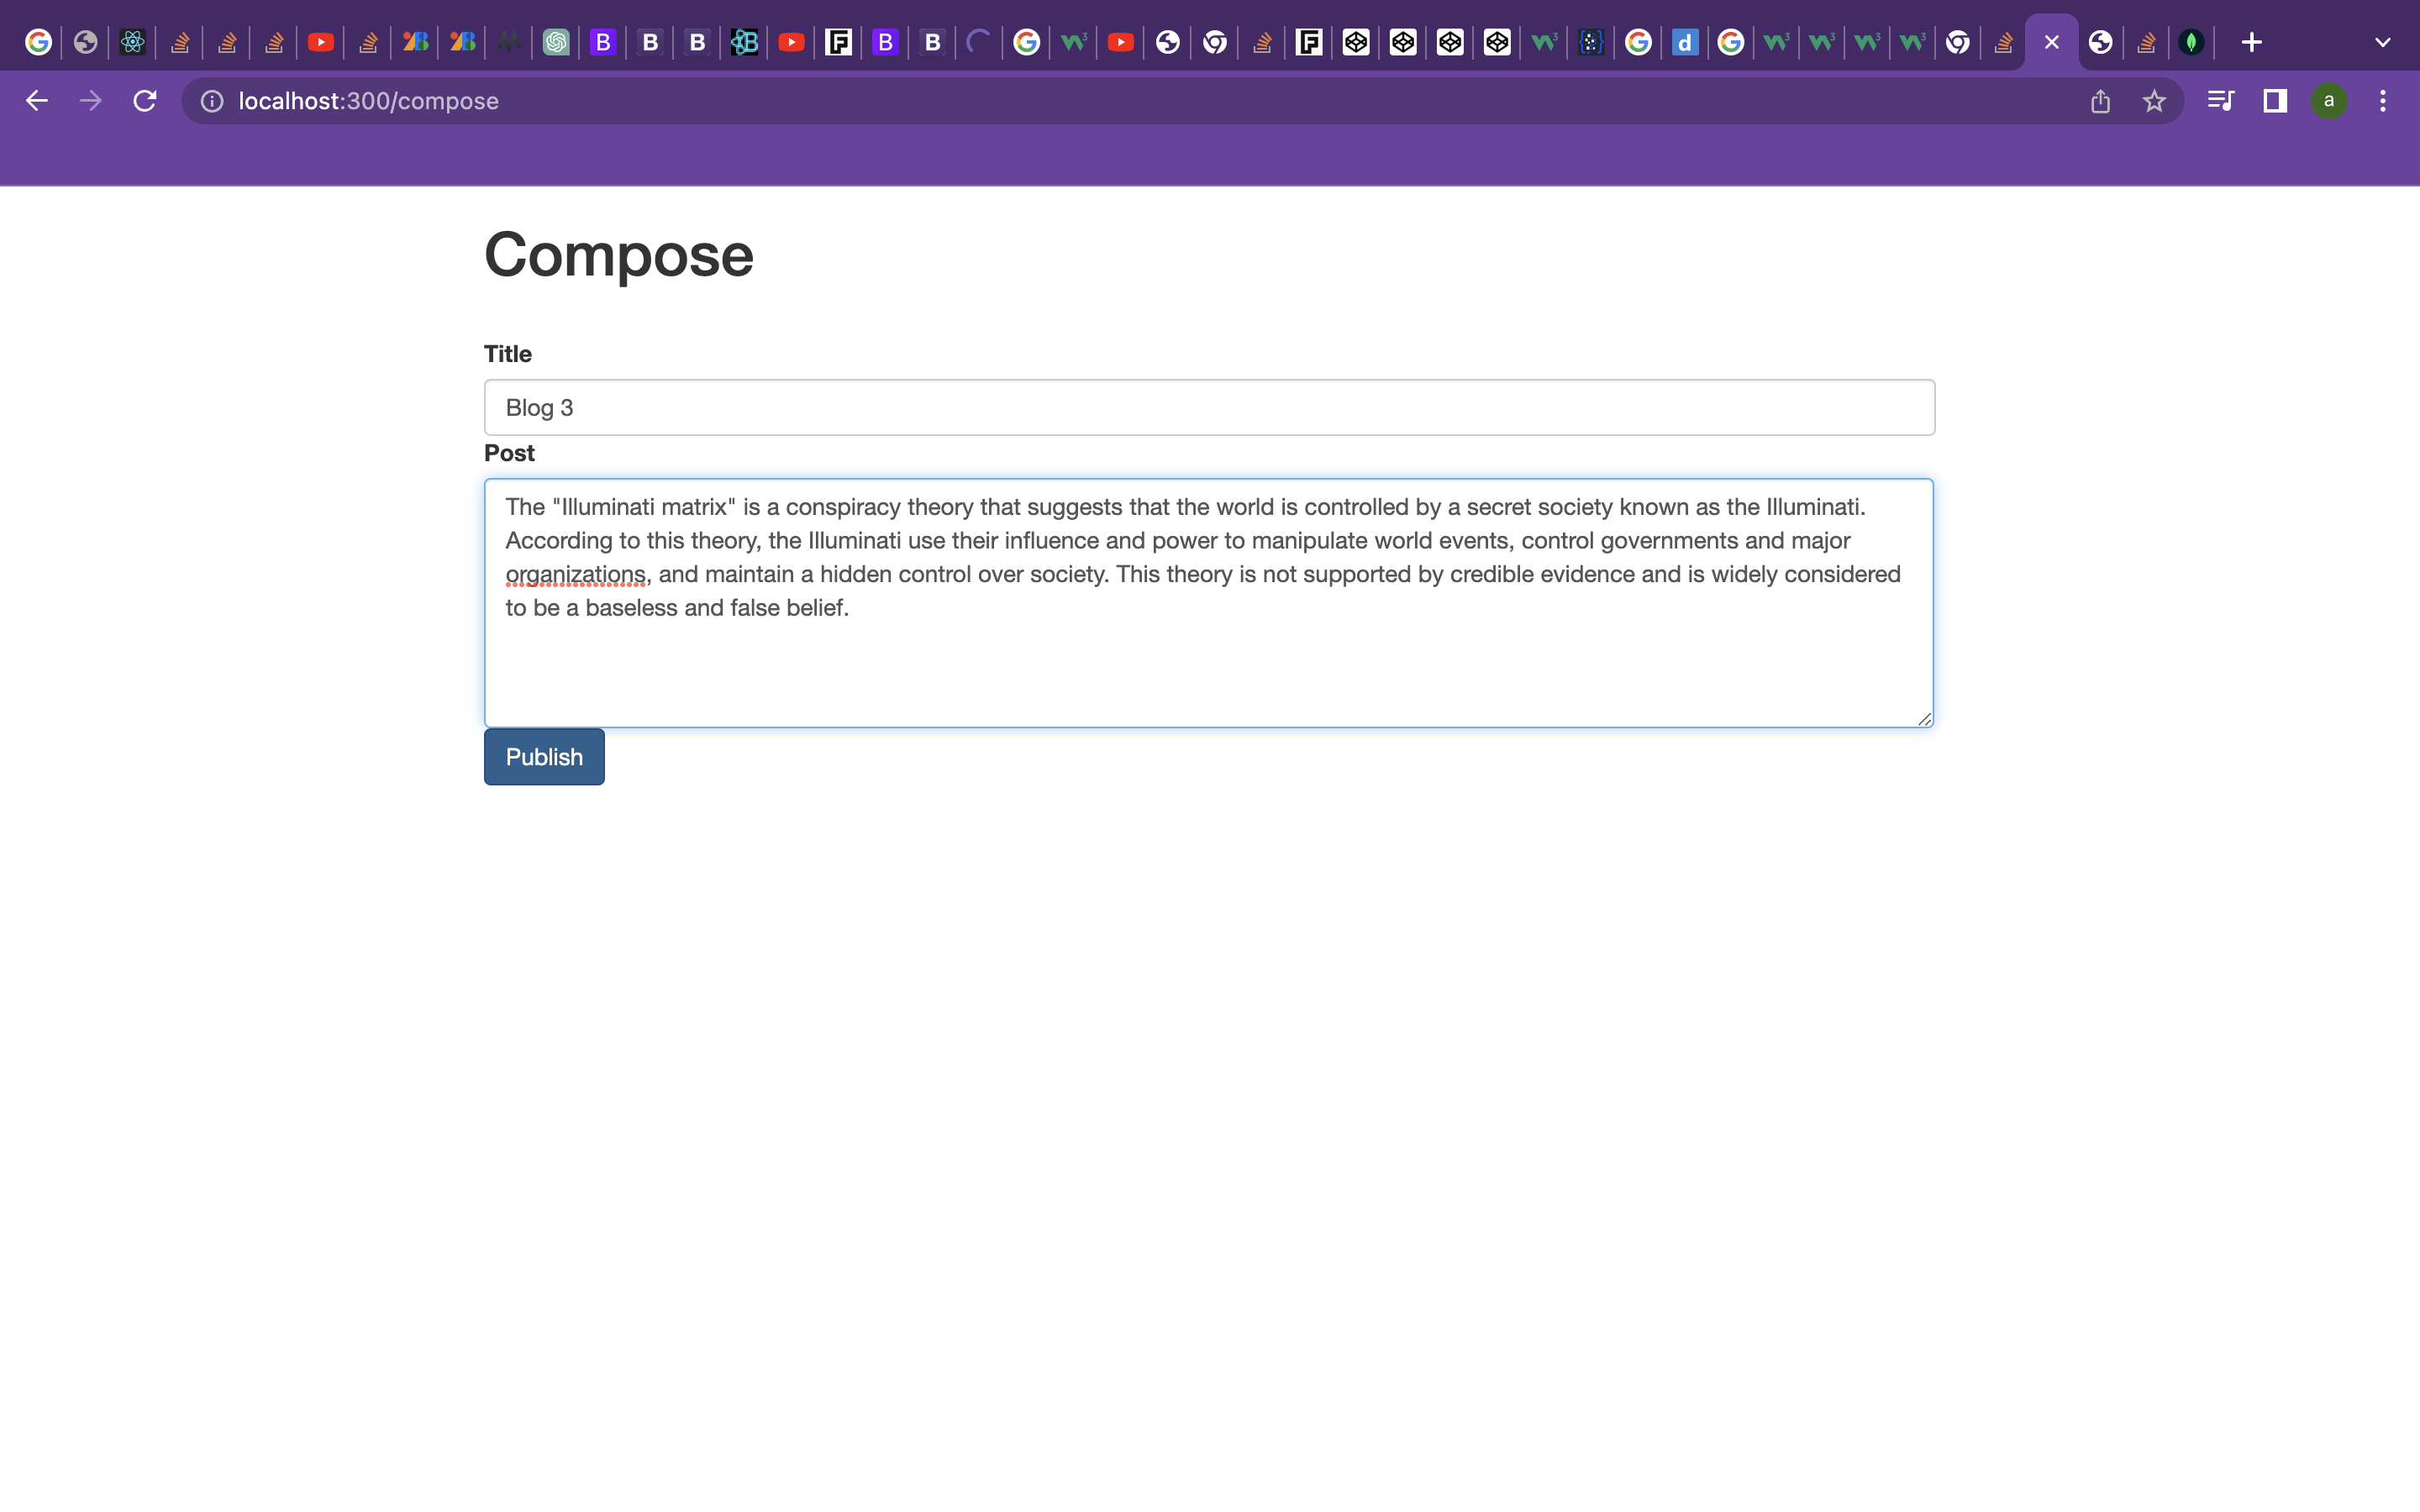 localhost:300/compose
a
Compose
Title
Blog 3
Post
The "Illuminati matrix" is a conspiracy theory that suggests that the world is controlled by a secret society known as the Illuminati.
According to this theory, the Illuminati use their influence and power to manipulate world events, control governments and major
organizations, and maintain a hidden control over society. This theory is not supported by credible evidence and is widely considered
to be a baseless and false belief.
Publish